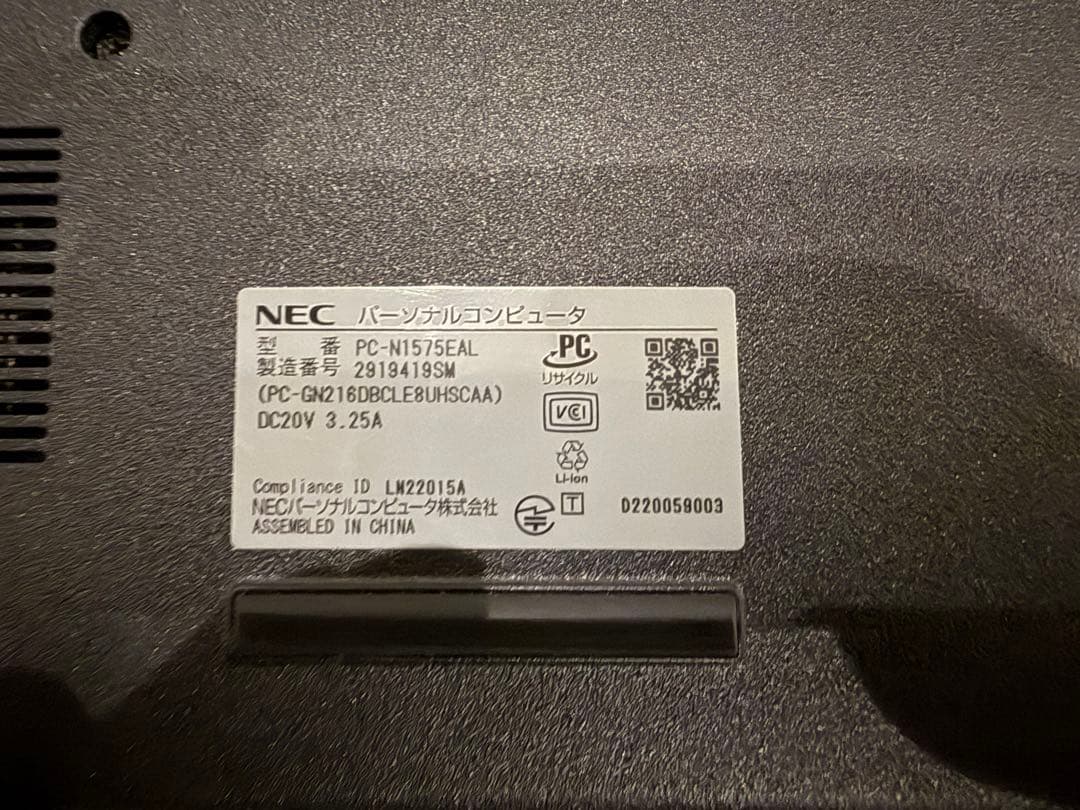 NEC パーソナルコンピュータ
型 番 PC-N1575EAL
製造番号 2919419SM
(PC-GN216DBCLE8UHSCAA)
DC20V 3.25A
PC
リサイクル
VCI
Li-ion
Compliance ID LM22015A
NECパーソナルコンピュータ株式会社
ASSEMBLED IN CHINA
T
D220059003